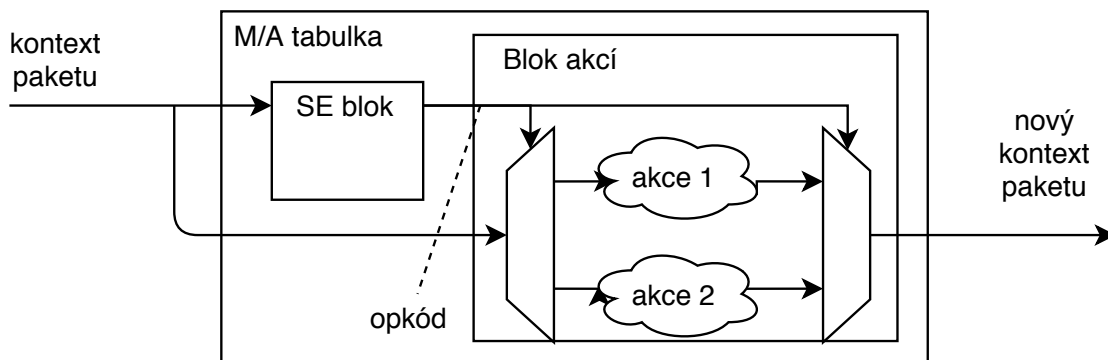 kontext
paketu
M/A tabulka
SE blok
Blok akcí
akce 1
akce 2
opkód
nový
kontext
paketu